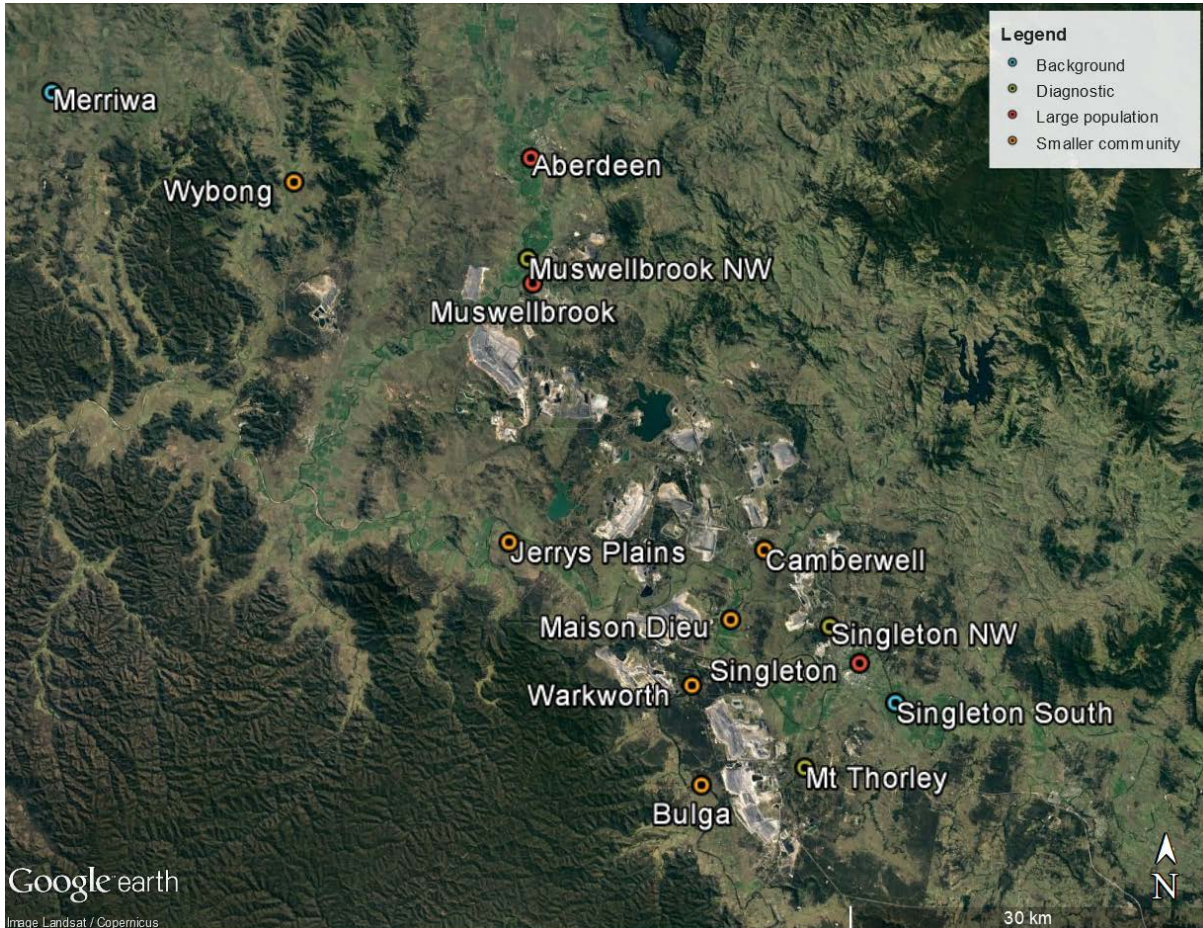 Legend
Background
Diagnostic
Large population
Smaller community
Merriwa
Aberdeen
Wybong
Muswellbrook NW
Muswellbrook
Jerrys Plains
Camberwell
Maison Dieu
Singleton NW
Singleton
Warkworth
Singleton South
Mt Thorley
Bulga
N
Google earth
30 km
Image Landsat / Copernicus